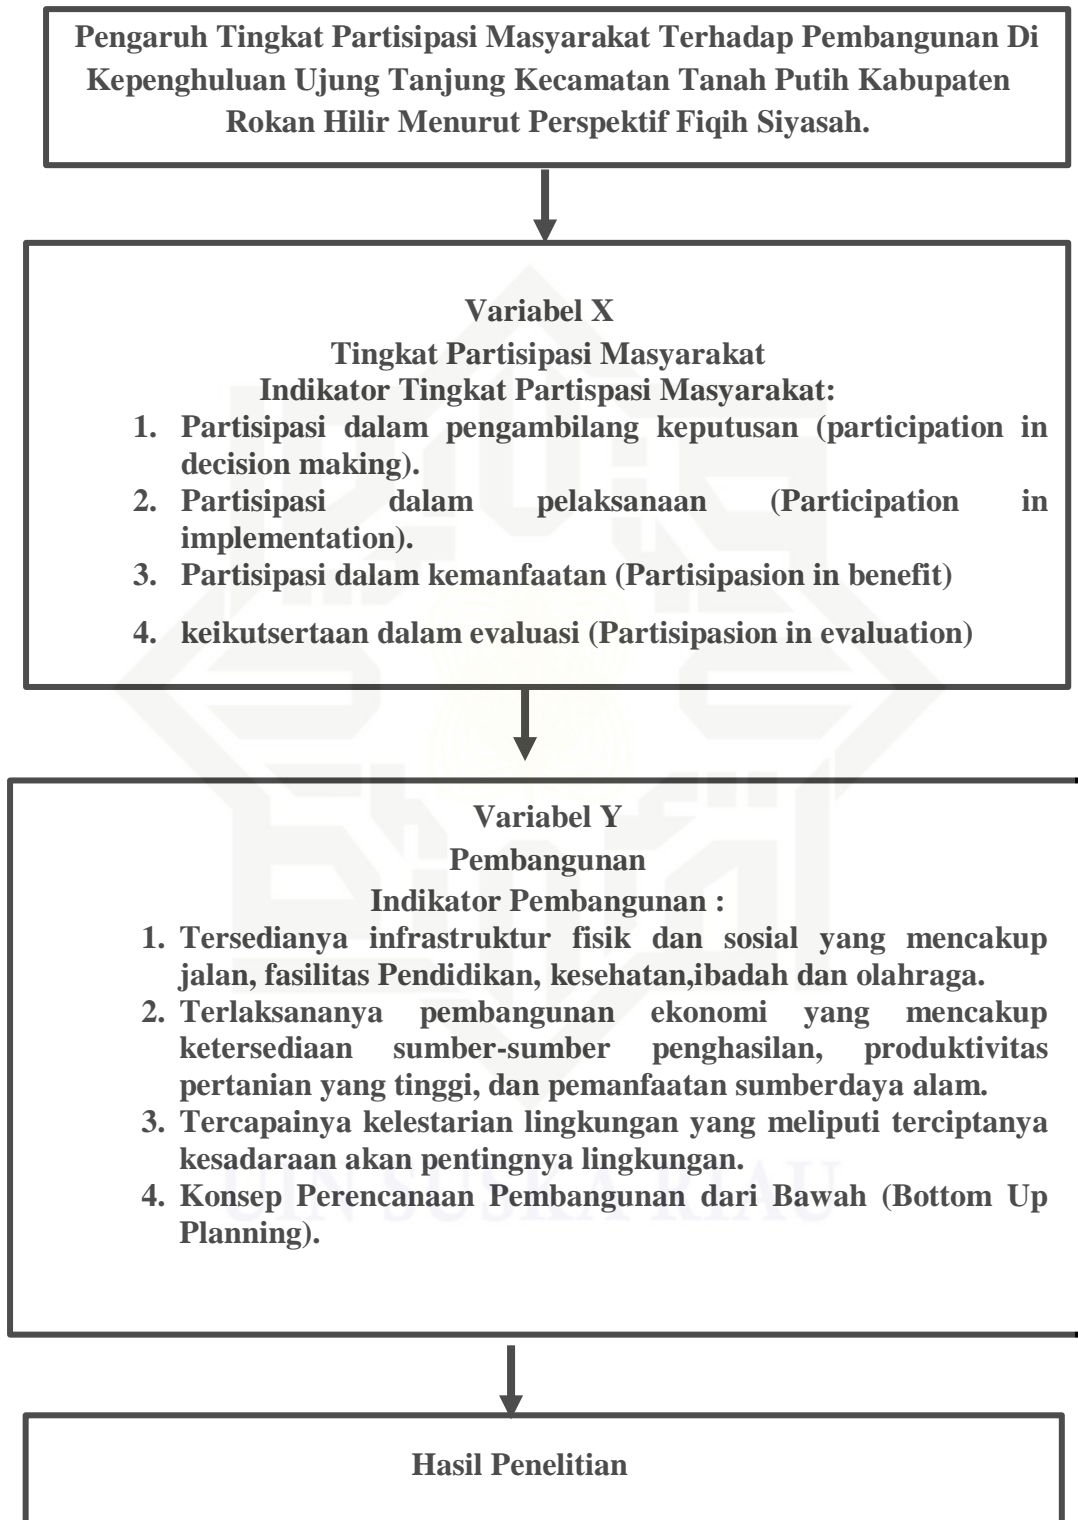 Pengaruh Tingkat Partisipasi Masyarakat Terhadap Pembangunan Di
Kepenghuluan Ujung Tanjung Kecamatan Tanah Putih Kabupaten
Rokan Hilir Menurut Perspektif Fiqih Siyasah.
Variabel X
Tingkat Partisipasi Masyarakat
Indikator Tingkat Partispasi Masyarakat:
1. Partisipasi dalam pengambilang keputusan (participation in
decision making).
2. Partisipasi dalam pelaksanaan (Participation in
implementation).
3. Partisipasi dalam kemanfaatan (Partisipasion in benefit)
4. keikutsertaan dalam evaluasi (Partisipasion in evaluation)
Variabel Y
Pembangunan
Indikator Pembangunan :
1. Tersedianya infrastruktur fisik dan sosial yang mencakup
jalan, fasilitas Pendidikan, kesehatan,ibadah dan olahraga.
2. Terlaksananya pembangunan ekonomi yang mencakup
ketersediaan sumber-sumber penghasilan, produktivitas
pertanian yang tinggi, dan pemanfaatan sumberdaya alam.
3. Tercapainya kelestarian lingkungan yang meliputi terciptanya
kesadaraan akan pentingnya lingkungan.
4. Konsep Perencanaan Pembangunan dari Bawah (Bottom Up
Planning).
UIN SUSKA RIAU
Hasil Penelitian